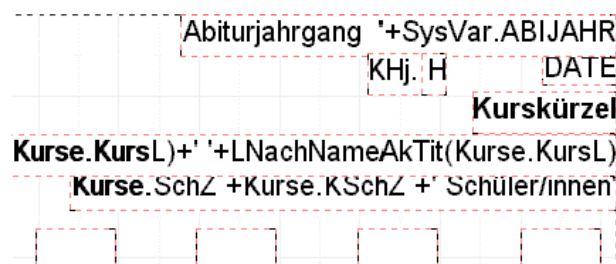 Abiturjahrgang '+SysVar.ABIJAHR
KHj. H DATE
Kurskürzel
Kurse.KursL)+' '+LNachNameAkTit(Kurse.KursL)
Kurse.SchZ +Kurse.KSchZ +' Schüler/innen'